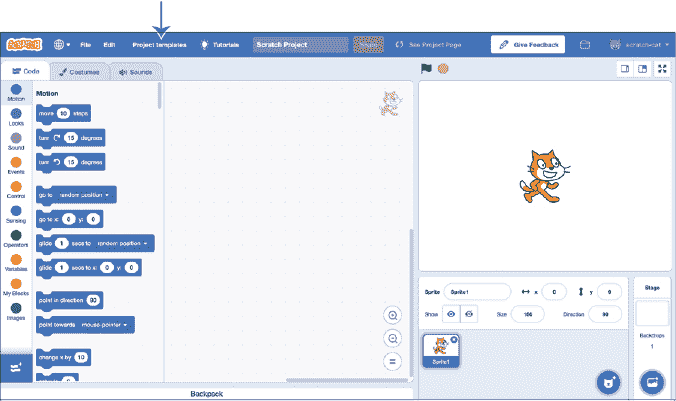 SCRATCH File Edit Project templates Tutorials Scratch Project See Project Page Give Feedback scratch-cat
Code Costumes Sounds
Motion
Looks
Sound
Events
Control
Sensing
Operators
Variables
My Blocks
Images
Motion
move 10 steps
turn 15 degrees
turn 15 degrees
go to random position
go to x: 0 y: 0
glide 1 secs to random position
glide 1 secs to x: 0 y: 0
point in direction 90
point towards mouse-pointer
change x by 10
Sprite Sprite1 x 0 y 0
Show Size 100 Direction 90
Sprite1
Stage
Backdrops
1
Backpack